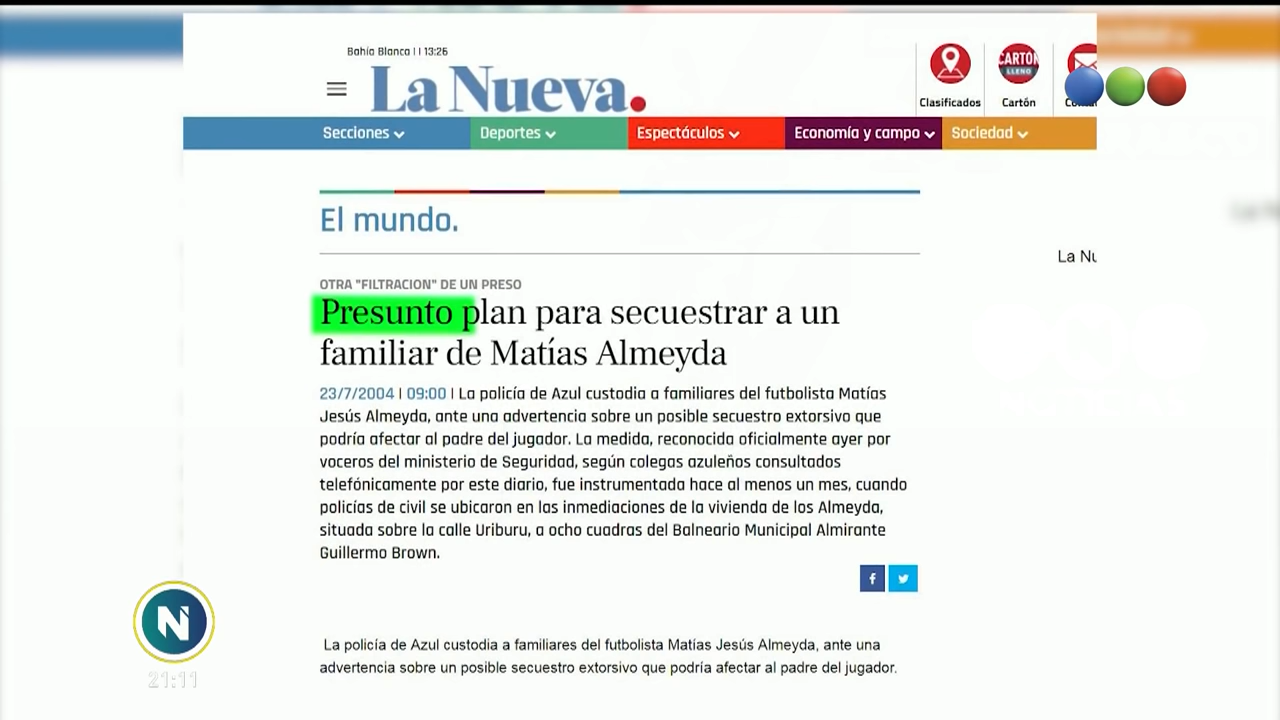 Bahía Blanca | | 13:26
La Nueva.
Clasificados
CARTÓN
LLENO
Cartón
Secciones
Deportes
Espectáculos
Economía y campo
Sociedad
El mundo.
La Nu
OTRA "FILTRACION" DE UN PRESO
Presunto plan para secuestrar a un
familiar de Matías Almeyda
23/7/2004 | 09:00 | La policía de Azul custodia a familiares del futbolista Matías
Jesús Almeyda, ante una advertencia sobre un posible secuestro extorsivo que
podría afectar al padre del jugador. La medida, reconocida oficialmente ayer por
voceros del ministerio de Seguridad, según colegas azuleños consultados
telefónicamente por este diario, fue instrumentada hace al menos un mes, cuando
policías de civil se ubicaron en las inmediaciones de la vivienda de los Almeyda,
situada sobre la calle Uriburu, a ocho cuadras del Balneario Municipal Almirante
Guillermo Brown.
La policía de Azul custodia a familiares del futbolista Matías Jesús Almeyda, ante una
advertencia sobre un posible secuestro extorsivo que podría afectar al padre del jugador.
N
21:11